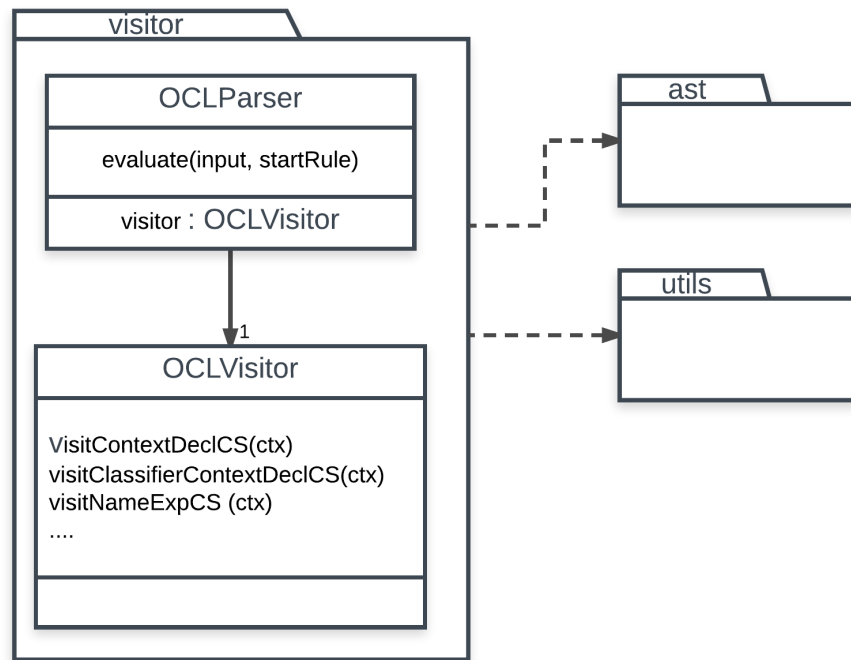 visitor
OCLParser
evaluate(input, startRule)
visitor : OCLVisitor
1
OCLVisitor
VisitContextDeclCS(ctx)
visitClassifierContextDeclCS(ctx)
visitNameExpCS (ctx)
....
ast
utils